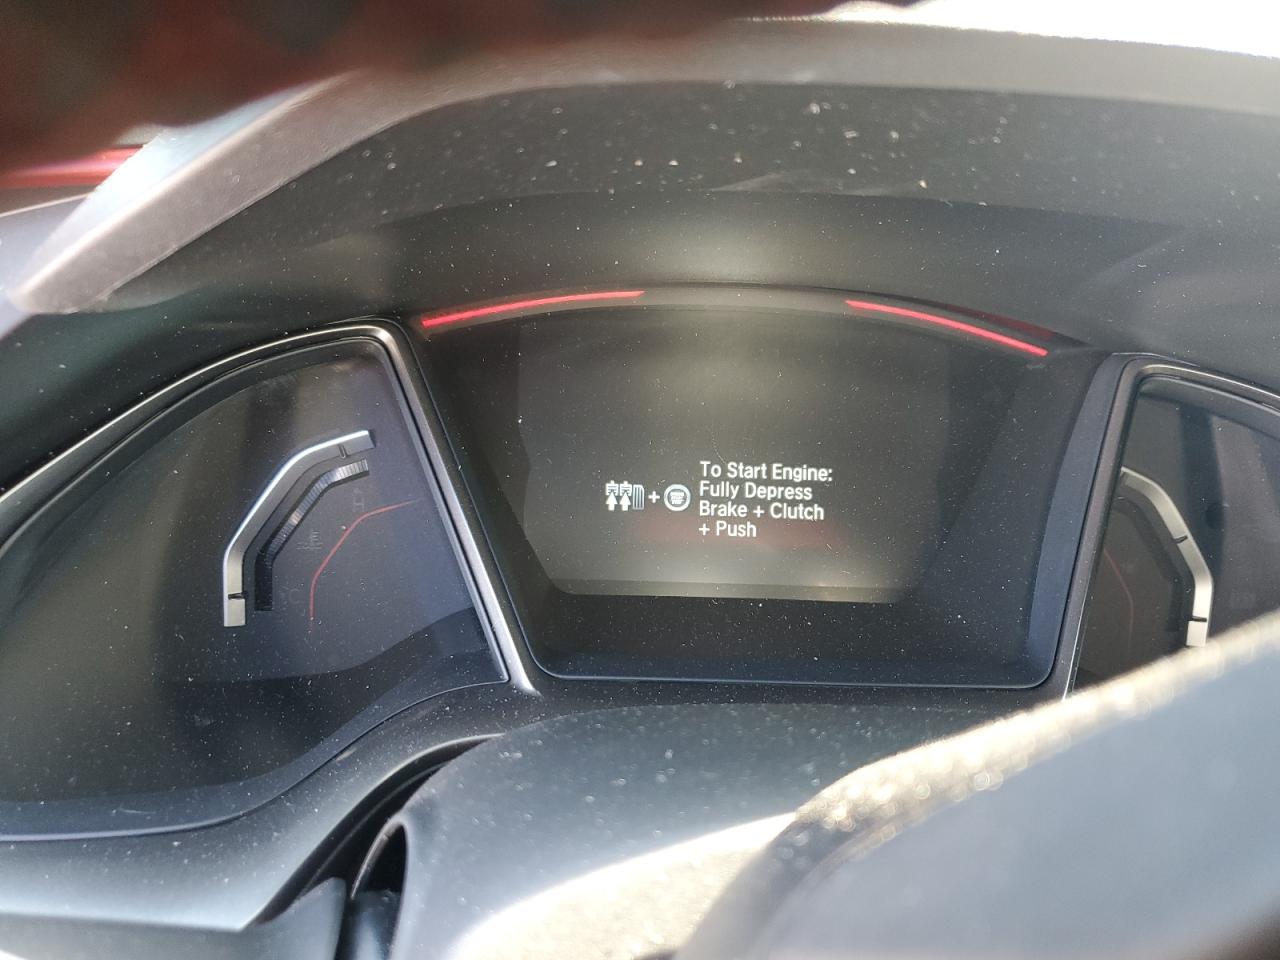 To Start Engine:
Fully Depress
Brake + Clutch
+ Push